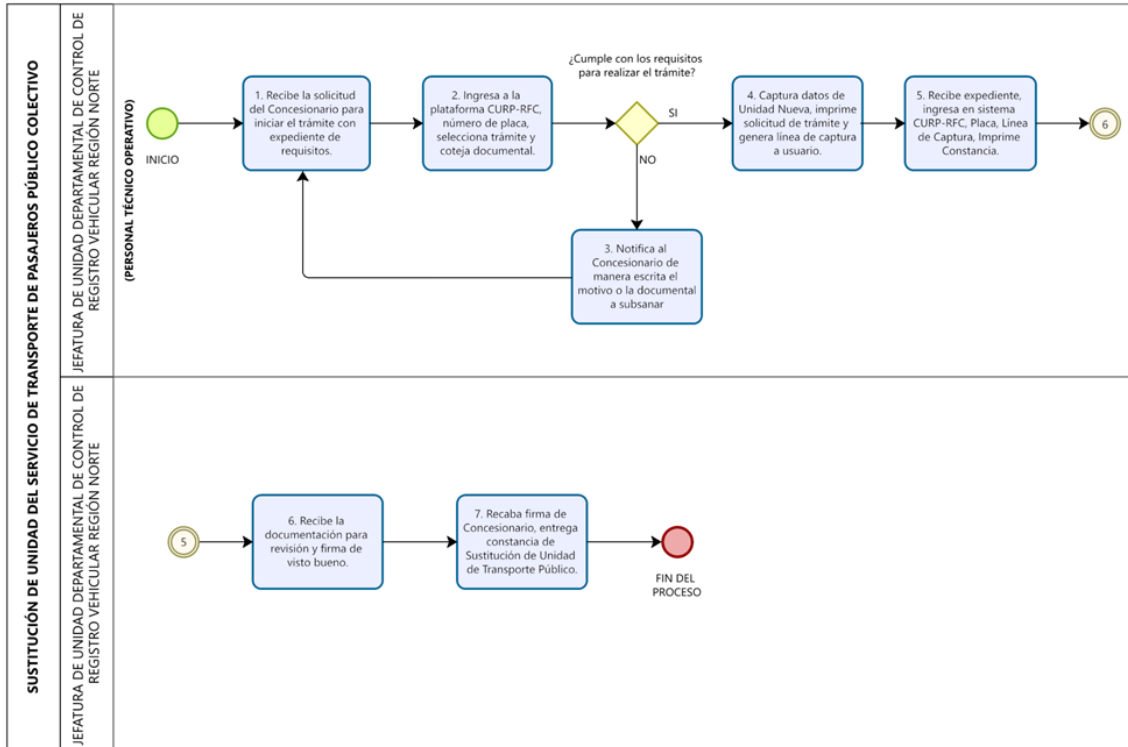 SUSTITUCIÓN DE UNIDAD DEL SERVICIO DE TRANSPORTE DE PASAJEROS PÚBLICO COLECTIVO
JEFATURA DE UNIDAD DEPARTAMENTAL DE CONTROL DE
REGISTRO VEHICULAR REGIÓN NORTE
(PERSONAL TÉCNICO OPERATIVO)
INICIO
1. Recibe la solicitud
del Concesionario para
iniciar el trámite con
expediente de
requisitos.
2. Ingresa a la
plataforma CURP-RFC,
número de placa,
selecciona trámite y
coteja documental.
¿Cumple con los requisitos
para realizar el trámite?
SI
NO
3. Notifica al
Concesionario de
manera escrita el
motivo o la documental
a subsanar
4. Captura datos de
Unidad Nueva, imprime
solicitud de trámite y
genera línea de captura
a usuario.
5. Recibe expediente,
ingresa en sistema
CURP-RFC, Placa, Línea
de Captura, Imprime
Constancia.
6
JEFATURA DE UNIDAD DEPARTAMENTAL DE CONTROL DE
REGISTRO VEHICULAR REGIÓN NORTE
5
6. Recibe la
documentación para
revisión y firma de
visto bueno.
7. Recaba firma de
Concesionario, entrega
constancia de
Sustitución de Unidad
de Transporte Público.
FIN DEL
PROCESO